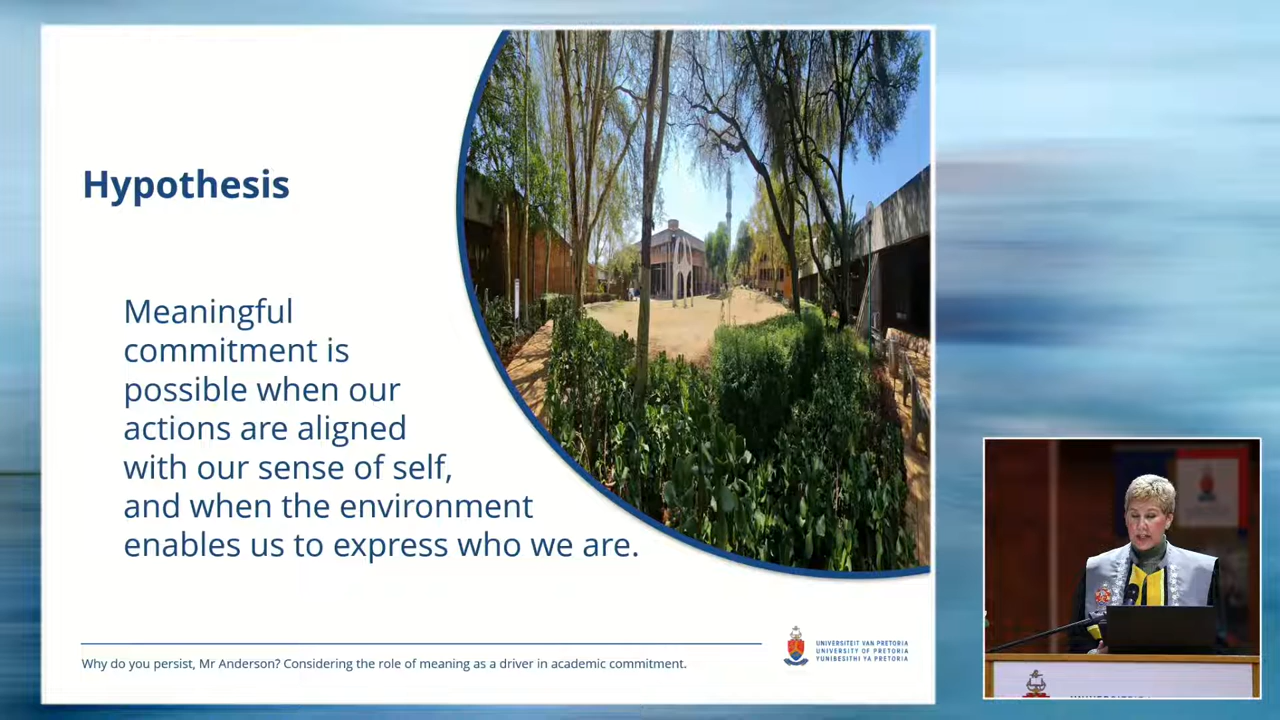 Hypothesis
Meaningful
commitment is
possible when our
actions are aligned
with our sense of self,
and when the environment
enables us to express who we are.
Why do you persist, Mr Anderson? Considering the role of meaning as a driver in academic commitment.
UNIVERSITEIT VAN PRETORIA
UNIVERSITY OF PRETORIA
YUNIBESITHI YA PRETORIA